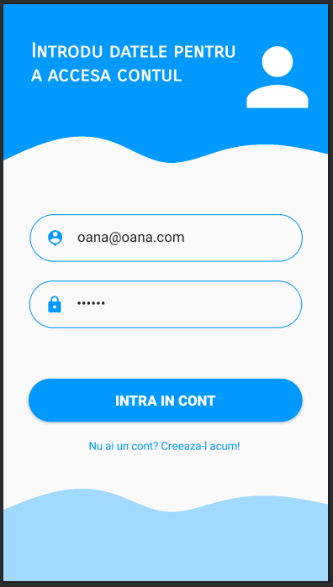 Introdu datele pentru
a accesa contul
oana@oana.com
••••••
INTRA IN CONT
Nu ai un cont? Creeaza-l acum!